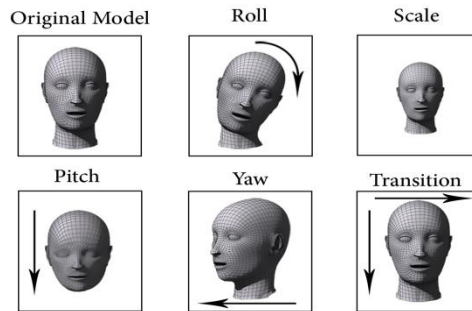 Original Model
Roll
Scale
Pitch
Yaw
Transition